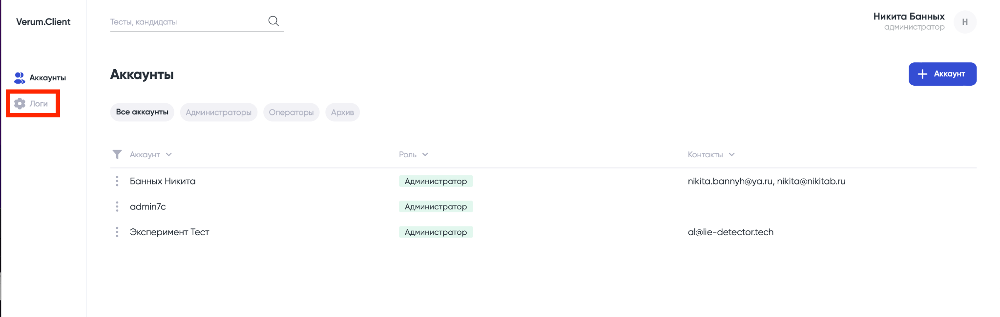 Verum.Client
Тесты, кандидаты
Никита Банных
администратор
Н
Аккаунты
Логи
Аккаунты
Аккаунт
Все аккаунты Администраторы Операторы Архив
Аккаунт Роль Контакты
Банных Никита Администратор nikita.bannyh@ya.ru, nikita@nikitab.ru
admin7c Администратор
Эксперимент Тест Администратор al@lie-detector.tech